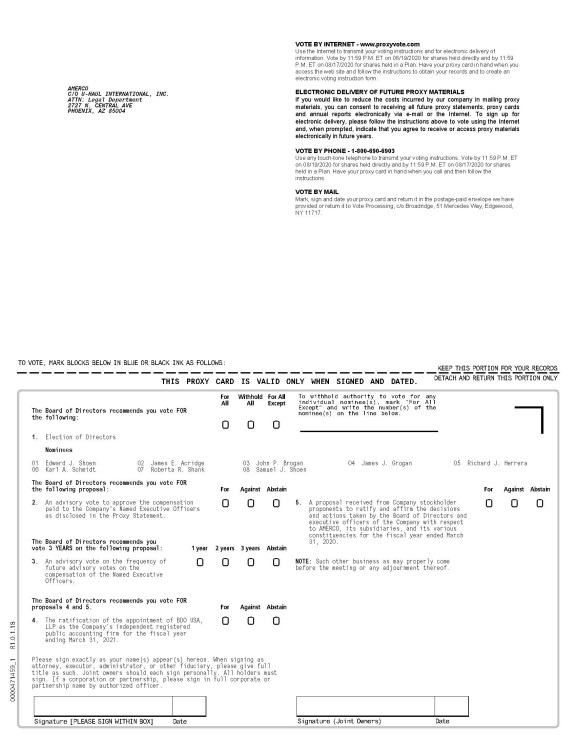 VOTE BY INTERNET - www.proxyvote.com
Use the Internet to transmit your voting instructions and for electronic delivery of
information. Vote by 11:59 P.M. ET on 08/19/2020 for shares held directly and by 11:59
P.M. ET on 08/17/2020 for shares held in a Plan. Have your proxy card in hand when you
access the web site and follow the instructions to obtain your records and to create an
electronic voting instruction form.
AMERCO
C/O U-HAUL INTERNATIONAL, INC.
ATTN: Legal Department
2727 N. CENTRAL AVE
PHOENIX, AZ 85004
ELECTRONIC DELIVERY OF FUTURE PROXY MATERIALS
If you would like to reduce the costs incurred by our company in mailing proxy
materials, you can consent to receiving all future proxy statements, proxy cards
and annual reports electronically via e-mail or the Internet. To sign up for
electronic delivery, please follow the instructions above to vote using the Internet
and, when prompted, indicate that you agree to receive or access proxy materials
electronically in future years.
VOTE BY PHONE - 1-800-690-6903
Use any touch-tone telephone to transmit your voting instructions. Vote by 11:59 P.M. ET
on 08/19/2020 for shares held directly and by 11:59 P.M. ET on 08/17/2020 for shares
held in a Plan. Have your proxy card in hand when you call and then follow the
instructions.
VOTE BY MAIL
Mark, sign and date your proxy card and return it in the postage-paid envelope we have
provided or return it to Vote Processing, c/o Broadridge, 51 Mercedes Way, Edgewood,
NY 11717.
TO VOTE, MARK BLOCKS BELOW IN BLUE OR BLACK INK AS FOLLOWS:
KEEP THIS PORTION FOR YOUR RECORDS
DETACH AND RETURN THIS PORTION ONLY
THIS PROXY CARD IS VALID ONLY WHEN SIGNED AND DATED.
For All Withhold All For All Except
To withhold authority to vote for any
individual nominee(s), mark "For All
Except" and write the number(s) of the
nominee(s) on the line below.
The Board of Directors recommends you vote FOR
the following:
1. Election of Directors
Nominees
01 Edward J. Shoen 02 James E. Acridge 03 John P. Brogan 04 James J. Grogan 05 Richard J. Herrera
06 Karl A. Schmidt 07 Roberta R. Shank 08 Samuel J. Shoen
The Board of Directors recommends you vote FOR
the following proposal: For Against Abstain
2. An advisory vote to approve the compensation
paid to the Company's Named Executive Officers
as disclosed in the Proxy Statement.
The Board of Directors recommends you
vote 3 YEARS on the following proposal: 1 year 2 years 3 years Abstain
3. An advisory vote on the frequency of
future advisory votes on the
compensation of the Named Executive
Officers.
The Board of Directors recommends you vote FOR
proposals 4 and 5. For Against Abstain
4. The ratification of the appointment of BDO USA,
LLP as the Company's independent registered
public accounting firm for the fiscal year
ending March 31, 2021.
For Against Abstain
5. A proposal received from Company stockholder
proponents to ratify and affirm the decisions
and actions taken by the Board of Directors and
executive officers of the Company with respect
to AMERCO, its subsidiaries, and its various
constituencies for the fiscal year ended March
31, 2020.
NOTE: Such other business as may properly come
before the meeting or any adjournment thereof.
Please sign exactly as your name(s) appear(s) hereon. When signing as
attorney, executor, administrator, or other fiduciary, please give full
title as such. Joint owners should each sign personally. All holders must
sign. If a corporation or partnership, please sign in full corporate or
partnership name by authorized officer.
Signature [PLEASE SIGN WITHIN BOX] Date
Signature (Joint Owners) Date
0000471459_1 R1.0.1.18